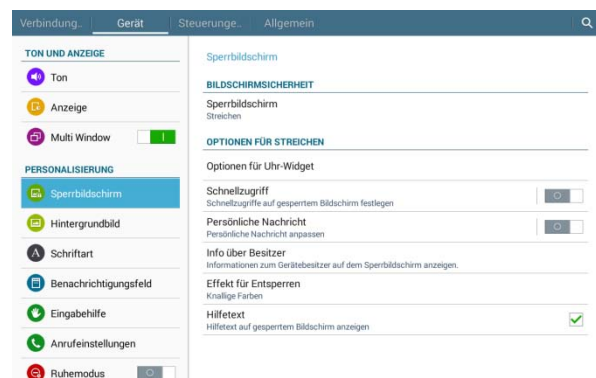 Verbindung.. Gerät Steuerunge.. Allgemein
TON UND ANZEIGE
Ton
Anzeige
Multi Window
PERSONALISIERUNG
Sperrbildschirm
Hintergrundbild
A Schriftart
Benachrichtigungsfeld
Eingabehilfe
Anrufeinstellungen
Ruhemodus
Sperrbildschirm
BILDSCHIRMSICHERHEIT
Sperrbildschirm
Streichen
OPTIONEN FÜR STREICHEN
Optionen für Uhr-Widget
Schnellzugriff
Schnellzugriffe auf gesperrtem Bildschirm festlegen
Persönliche Nachricht
Persönliche Nachricht anpassen
Info über Besitzer
Informationen zum Gerätebesitzer auf dem Sperrbildschirm anzeigen.
Effekt für Entsperren
Knallige Farben
Hilfetext
Hilfetext auf gesperrtem Bildschirm anzeigen